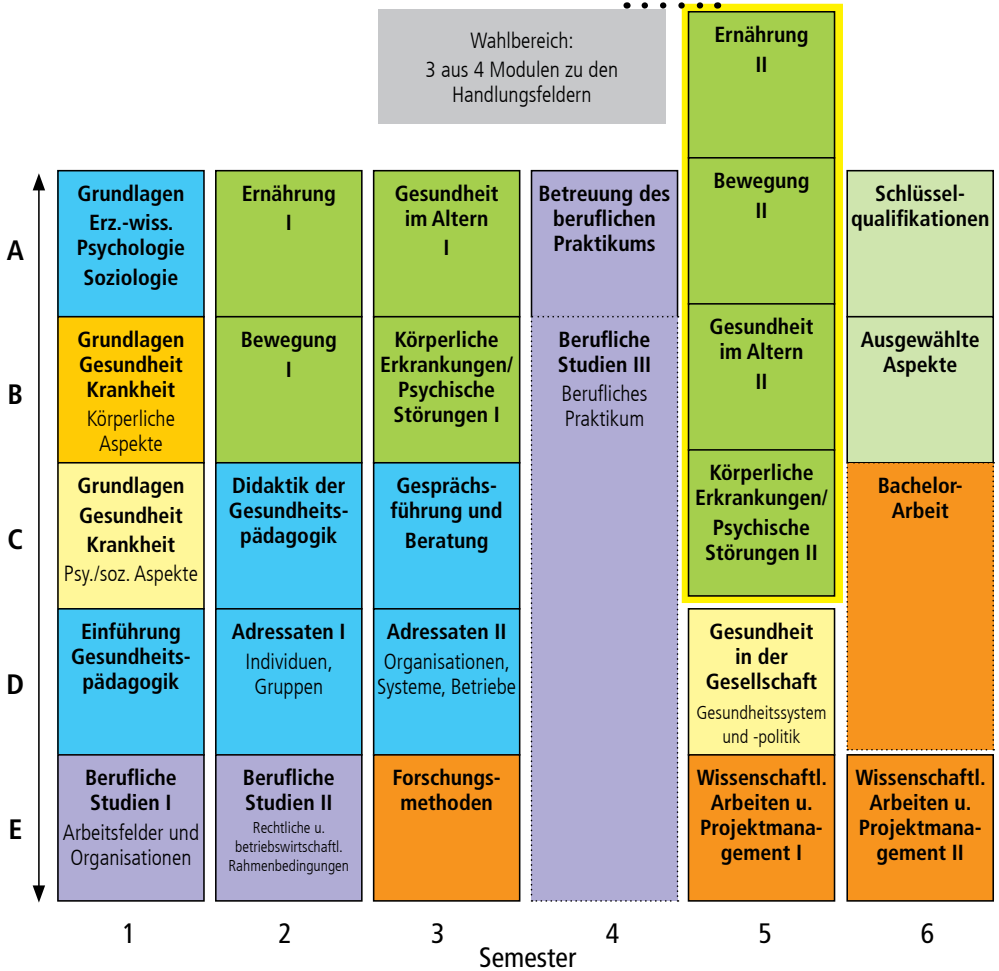 Wahlbereich:
3 aus 4 Modulen zu den
Handlungsfeldern
Ernährung
II
Bewegung
II
Gesundheit
im Altern
II
Körperliche
Erkrankungen/
Psychische
Störungen II
A
Grundlagen
Erz.-wiss.
Psychologie
Soziologie
Ernährung
I
Gesundheit
im Altern
I
Betreuung des
beruflichen
Praktikums
Schlüssel-
qualifikationen
B
Grundlagen
Gesundheit
Krankheit
Körperliche
Aspekte
Bewegung
I
Körperliche
Erkrankungen/
Psychische
Störungen I
Berufliche
Studien III
Berufliches
Praktikum
Ausgewählte
Aspekte
C
Grundlagen
Gesundheit
Krankheit
Psy./soz. Aspekte
Didaktik der
Gesundheits-
pädagogik
Gesprächs-
führung und
Beratung
Bachelor-
Arbeit
D
Einführung
Gesundheits-
pädagogik
Adressaten I
Individuen,
Gruppen
Adressaten II
Organisationen,
Systeme, Betriebe
Gesundheit
in der
Gesellschaft
Gesundheitssystem
und -politik
E
Berufliche
Studien I
Arbeitsfelder und
Organisationen
Berufliche
Studien II
Rechtliche u.
betriebswirtschaftl.
Rahmenbedingungen
Forschungs-
methoden
Wissenschaftl.
Arbeiten u.
Projektmana-
gement I
Wissenschaftl.
Arbeiten u.
Projektmana-
gement II
1 2 3 4 5 6
Semester